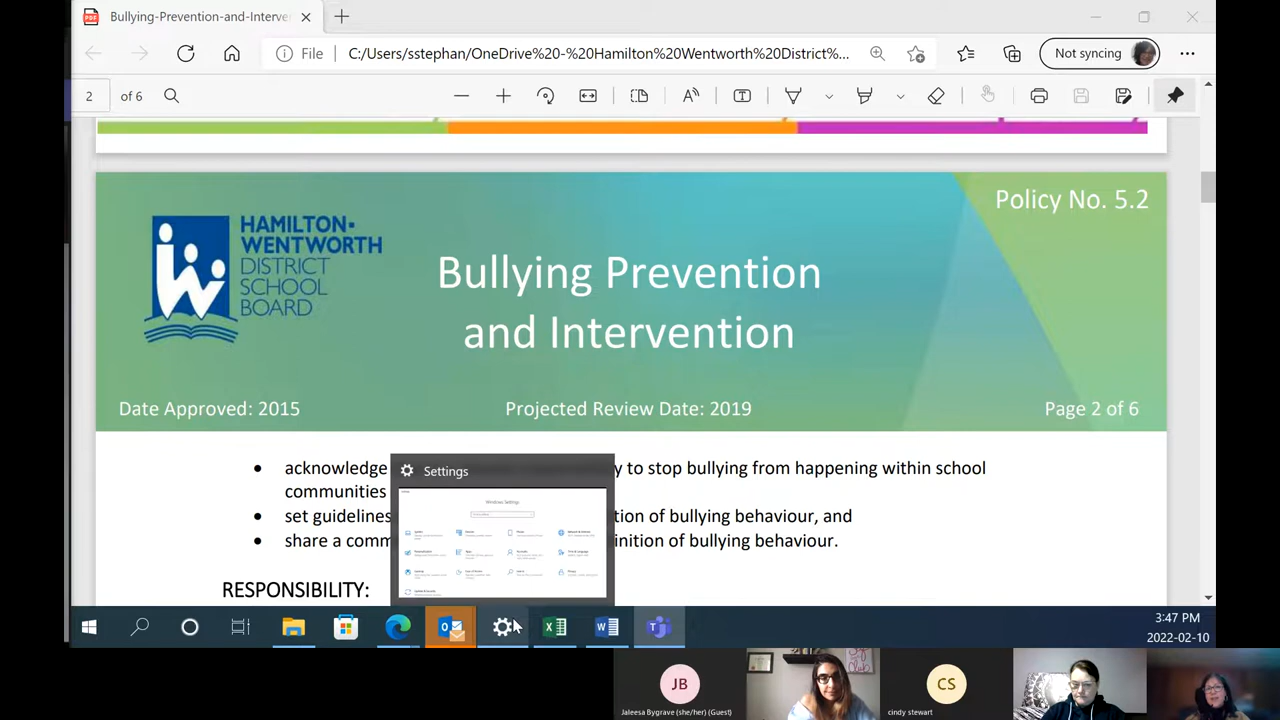 Bullying-Prevention-and-Interve
File
C:/Users/sstephan/OneDrive%20-%20Hamilton%20Wentworth%20District%...
Not syncing
2
of 6
Policy No. 5.2
HAMILTON-
WENTWORTH
DISTRICT
SCHOOL
BOARD
Bullying Prevention
and Intervention
Date Approved: 2015
Projected Review Date: 2019
Page 2 of 6
• acknowledge y to stop bullying from happening within school
communities
• set guidelines tion of bullying behaviour, and
• share a comm inition of bullying behaviour.
Settings
Windows Settings
RESPONSIBILITY:
3:47 PM
2022-02-10
JB
Jaleesa Bygrave (she/her) (Guest)
CS
cindy stewart